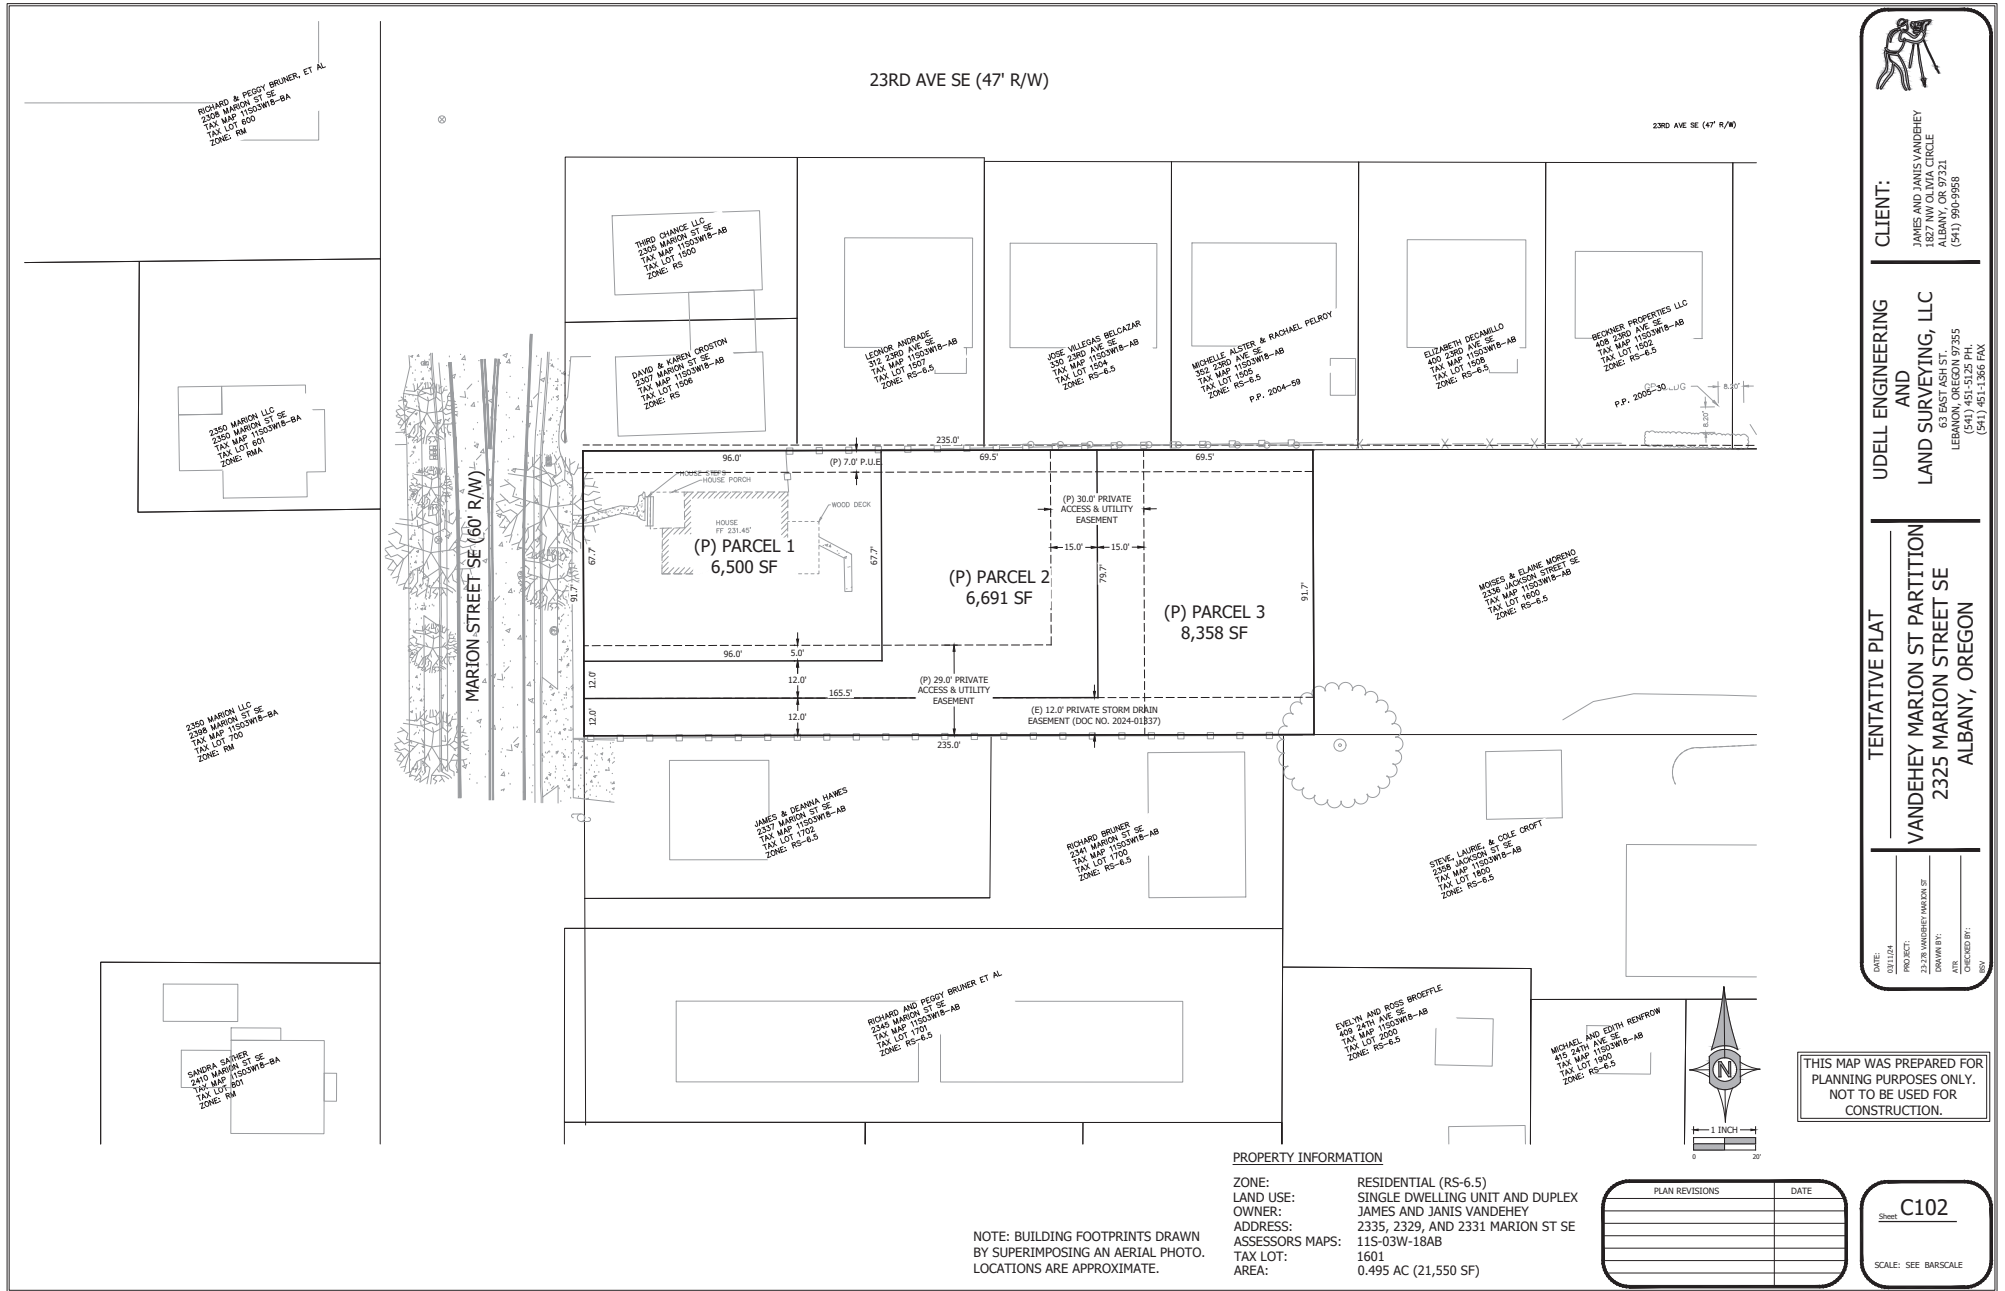 23RD AVE SE (47' R/W)
23RD AVE SE (47' R/W)
RICHARD & PEGGY BRUNER, ET AL
2308 MARION ST SE
TAX MAP 11S03W18-BA
TAX LOT 600
ZONE: RM
THIRD CHANCE LLC
2305 MARION ST SE
TAX MAP 11S03W18-AB
TAX LOT 1500
ZONE: RS
DAVID & KAREN CROSTON
2307 MARION ST SE
TAX MAP 11S03W18-AB
TAX LOT 1506
ZONE: RS
LEONOR ANDRADE
312 23RD AVE SE
TAX MAP 11S03W18-AB
TAX LOT 1507
ZONE: RS-6.5
JOSE VILLEGAS BELCAZAR
330 23RD AVE SE
TAX MAP 11S03W18-AB
TAX LOT 1504
ZONE: RS-6.5
MICHELLE ALSTER & RACHAEL PELROY
352 23RD AVE SE
TAX MAP 11S03W18-AB
TAX LOT 1505
ZONE: RS-6.5
P.P. 2004-59
ELIZABETH DECAMILLO
400 23RD AVE SE
TAX MAP 11S03W18-AB
TAX LOT 1508
ZONE: RS-6.5
BECKNER PROPERTIES LLC
408 23RD AVE SE
TAX MAP 11S03W18-AB
TAX LOT 1502
ZONE: RS-6.5
P.P. 2005-30
8.20'
8.20'
2350 MARION LLC
2350 MARION ST SE
TAX MAP 11S03W18-BA
TAX LOT 601
ZONE: RMA
MARION STREET SE (60' R/W)
235.0'
96.0'
(P) 7.0' P.U.E.
69.5'
69.5'
HOUSE STEPS
HOUSE PORCH
WOOD DECK
HOUSE
FF 231.45'
(P) PARCEL 1
6,500 SF
67.7'
67.7'
91.7'
(P) 30.0' PRIVATE
ACCESS & UTILITY
EASEMENT
15.0'
15.0'
79.7'
91.7'
(P) PARCEL 2
6,691 SF
(P) PARCEL 3
8,358 SF
96.0'
5.0'
12.0'
12.0'
165.5'
(P) 29.0' PRIVATE
ACCESS & UTILITY
EASEMENT
12.0'
12.0'
(E) 12.0' PRIVATE STORM DRAIN
EASEMENT (DOC NO. 2024-01337)
235.0'
MOISES & ELAINE MORENO
2336 JACKSON STREET SE
TAX MAP 11S03W18-AB
TAX LOT 1600
ZONE: RS-6.5
2350 MARION LLC
2398 MARION ST SE
TAX MAP 11S03W18-BA
TAX LOT 700
ZONE: RM
JAMES & DEANNA HAWES
2337 MARION ST SE
TAX MAP 11S03W18-AB
TAX LOT 1702
ZONE: RS-6.5
RICHARD BRUNER
2341 MARION ST SE
TAX MAP 11S03W18-AB
TAX LOT 1700
ZONE: RS-6.5
STEVE, LAURIE, & COLE CROFT
2358 JACKSON ST SE
TAX MAP 11S03W18-AB
TAX LOT 1800
ZONE: RS-6.5
SANDRA SATHER
2410 MARION ST SE
TAX MAP 11S03W18-BA
TAX LOT 801
ZONE: RM
RICHARD AND PEGGY BRUNER ET AL
2345 MARION ST SE
TAX MAP 11S03W18-AB
TAX LOT 1701
ZONE: RS-6.5
EVELYN AND ROSS BROEFFLE
409 24TH AVE SE
TAX MAP 11S03W18-AB
TAX LOT 2000
ZONE: RS-6.5
MICHAEL AND EDITH RENFROW
415 24TH AVE SE
TAX MAP 11S03W18-AB
TAX LOT 1900
ZONE: RS-6.5
N
1 INCH
0 20'
NOTE: BUILDING FOOTPRINTS DRAWN
BY SUPERIMPOSING AN AERIAL PHOTO.
LOCATIONS ARE APPROXIMATE.
PROPERTY INFORMATION
ZONE: RESIDENTIAL (RS-6.5)
LAND USE: SINGLE DWELLING UNIT AND DUPLEX
OWNER: JAMES AND JANIS VANDEHEY
ADDRESS: 2335, 2329, AND 2331 MARION ST SE
ASSESSORS MAPS: 11S-03W-18AB
TAX LOT: 1601
AREA: 0.495 AC (21,550 SF)
PLAN REVISIONS DATE
CLIENT:
JAMES AND JANIS VANDEHEY
1827 NW OLIVIA CIRCLE
ALBANY, OR 97321
(541) 990-9958
UDELL ENGINEERING
AND
LAND SURVEYING, LLC
63 EAST ASH ST.
LEBANON, OREGON 97355
(541) 451-5125 PH.
(541) 451-1366 FAX
TENTATIVE PLAT
VANDEHEY MARION ST PARTITION
2325 MARION STREET SE
ALBANY, OREGON
DATE:
03/11/24
PROJECT:
23-278 VANDEHEY MARION ST
DRAWN BY:
ATR
CHECKED BY:
BSV
THIS MAP WAS PREPARED FOR
PLANNING PURPOSES ONLY.
NOT TO BE USED FOR
CONSTRUCTION.
Sheet C102
SCALE: SEE BARSCALE